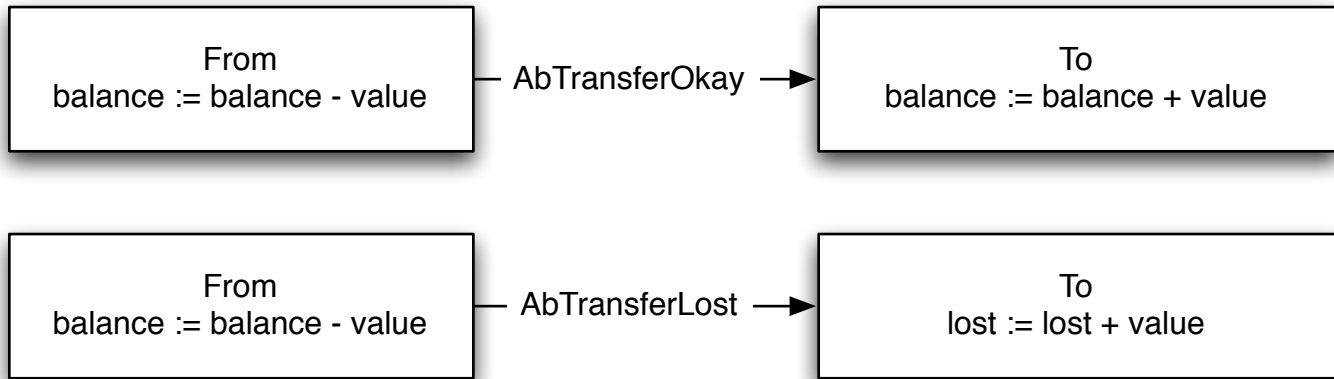 From
balance := balance - value
AbTransferOkay
To
balance := balance + value
From
balance := balance - value
AbTransferLost
To
lost := lost + value